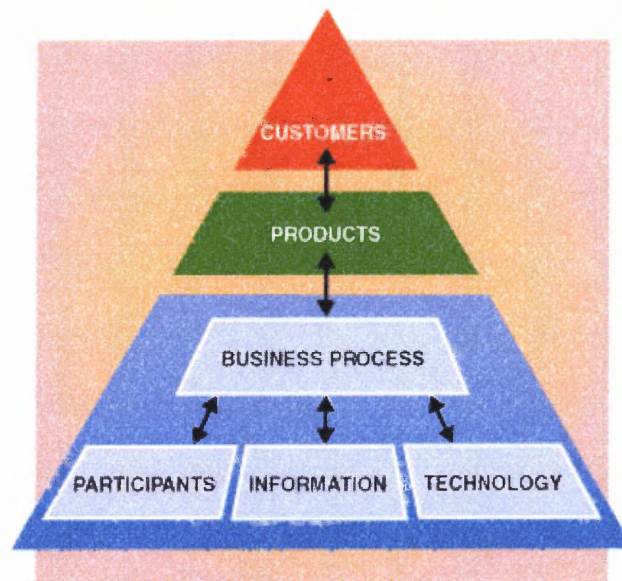 CUSTOMERS
PRODUCTS
BUSINESS PROCESS
PARTICIPANTS
INFORMATION
TECHNOLOGY